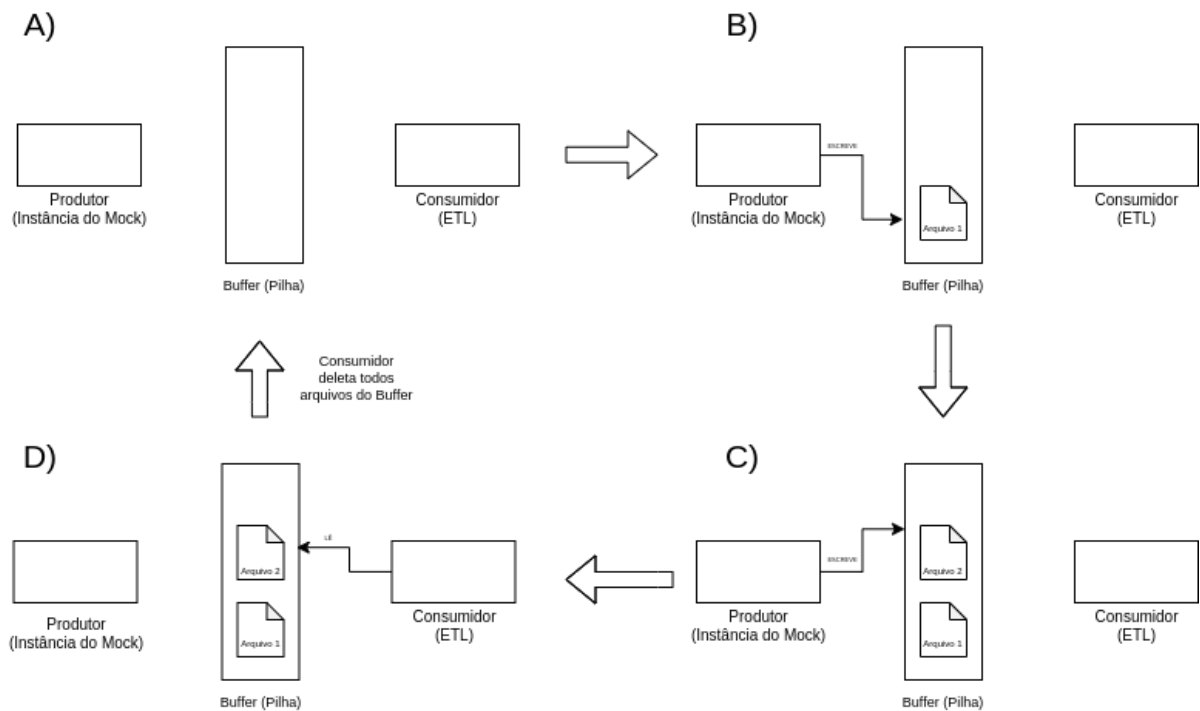 A)
Produtor
(Instância do Mock)
Buffer (Pilha)
Consumidor
(ETL)
B)
ESCREVE
Produtor
(Instância do Mock)
Arquivo 1
Buffer (Pilha)
Consumidor
(ETL)
Consumidor
deleta todos
arquivos do Buffer
D)
Produtor
(Instância do Mock)
Arquivo 2
Arquivo 1
Buffer (Pilha)
LÊ
Consumidor
(ETL)
C)
ESCREVE
Produtor
(Instância do Mock)
Arquivo 2
Arquivo 1
Buffer (Pilha)
Consumidor
(ETL)